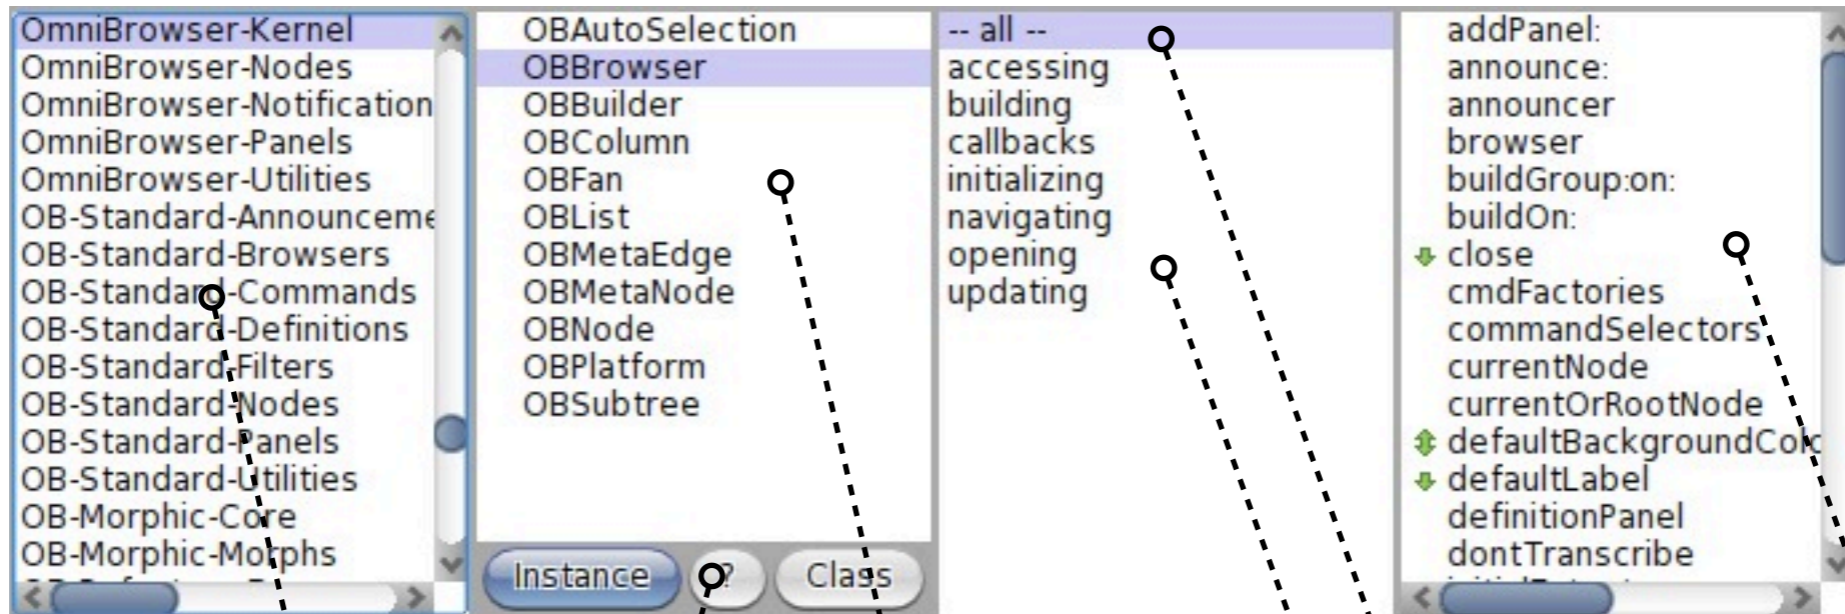 OmniBrowser-Kernel
OmniBrowser-Nodes
OmniBrowser-Notification
OmniBrowser-Panels
OmniBrowser-Utilities
OB-Standard-Announceme
OB-Standard-Browsers
OB-Standard-Commands
OB-Standard-Definitions
OB-Standard-Filters
OB-Standard-Nodes
OB-Standard-Panels
OB-Standard-Utilities
OB-Morphic-Core
OB-Morphic-Morphs
OBAutoSelection
OBBrowser
OBBuilder
OBColumn
OBFan
OBList
OBMetaEdge
OBMetaNode
OBNode
OBPlatform
OBSubtree
Instance ? Class
-- all --
accessing
building
callbacks
initializing
navigating
opening
updating
addPanel:
announce:
announcer
browser
buildGroup:on:
buildOn:
close
cmdFactories
commandSelectors
currentNode
currentOrRootNode
defaultBackgroundColo
defaultLabel
definitionPanel
dontTranscribe